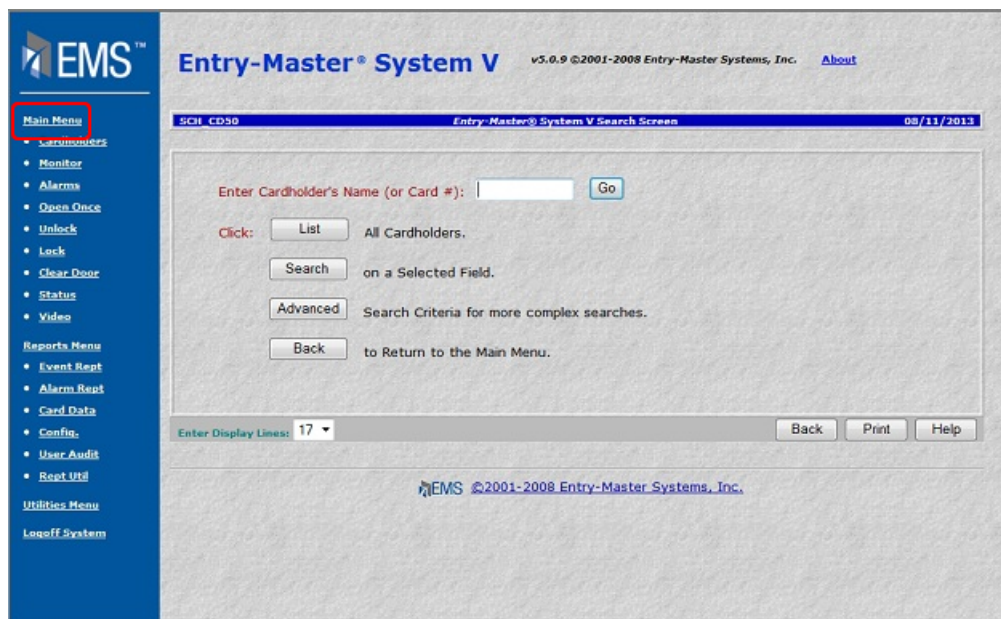 EMS™
Entry-Master® System V v5.0.9 ©2001-2008 Entry-Master Systems, Inc. About
Main Menu
Cardholders
Monitor
Alarms
Open Once
Unlock
Lock
Clear Door
Status
Video
Reports Menu
Event Rept
Alarm Rept
Card Data
Config.
User Audit
Rept Util
Utilities Menu
Logoff System
SCH_CD50 Entry-Master® System V Search Screen 08/11/2013
Enter Cardholder's Name (or Card #): Go
Click: List All Cardholders.
Search on a Selected Field.
Advanced Search Criteria for more complex searches.
Back to Return to the Main Menu.
Enter Display Lines: 17 Back Print Help
EMS ©2001-2008 Entry-Master Systems, Inc.